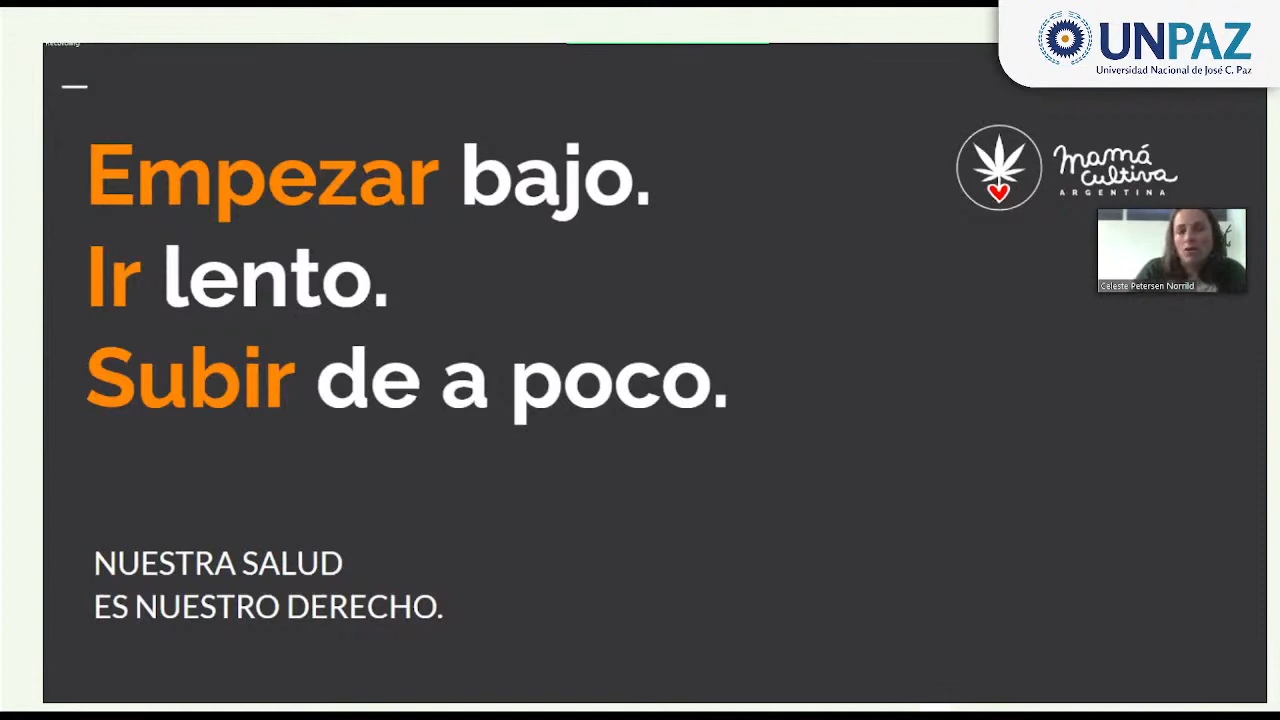 Recording
UNPAZ
Universidad Nacional de José C. Paz
Empezar bajo.
Ir lento.
Subir de a poco.
mamá
cultiva
ARGENTINA
Celeste Petersen Norrild
NUESTRA SALUD
ES NUESTRO DERECHO.